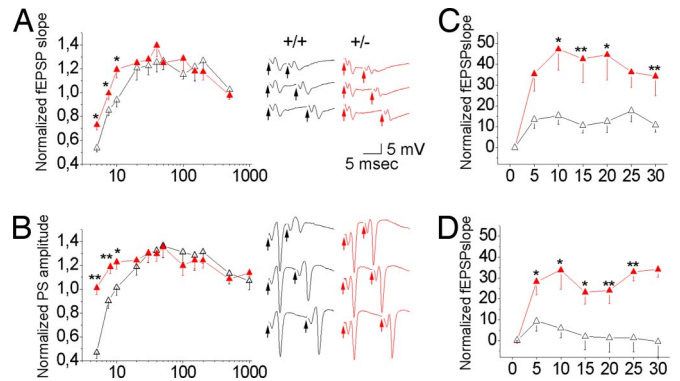 A
Normalized fEPSP slope
1,4
1,2
1,0
0,8
0,6
0,4
* * *
10 100 1000
+/+ +/-
5 mV
5 msec
B
Normalized PS amplitude
1,4
1,2
1,0
0,8
0,6
0,4
** ** *
10 100 1000
C
Normalized fEPSPslope
50
40
30
20
10
0
* ** * **
0 5 10 15 20 25 30
D
Normalized fEPSPslope
50
40
30
20
10
0
* * * ** **
0 5 10 15 20 25 30